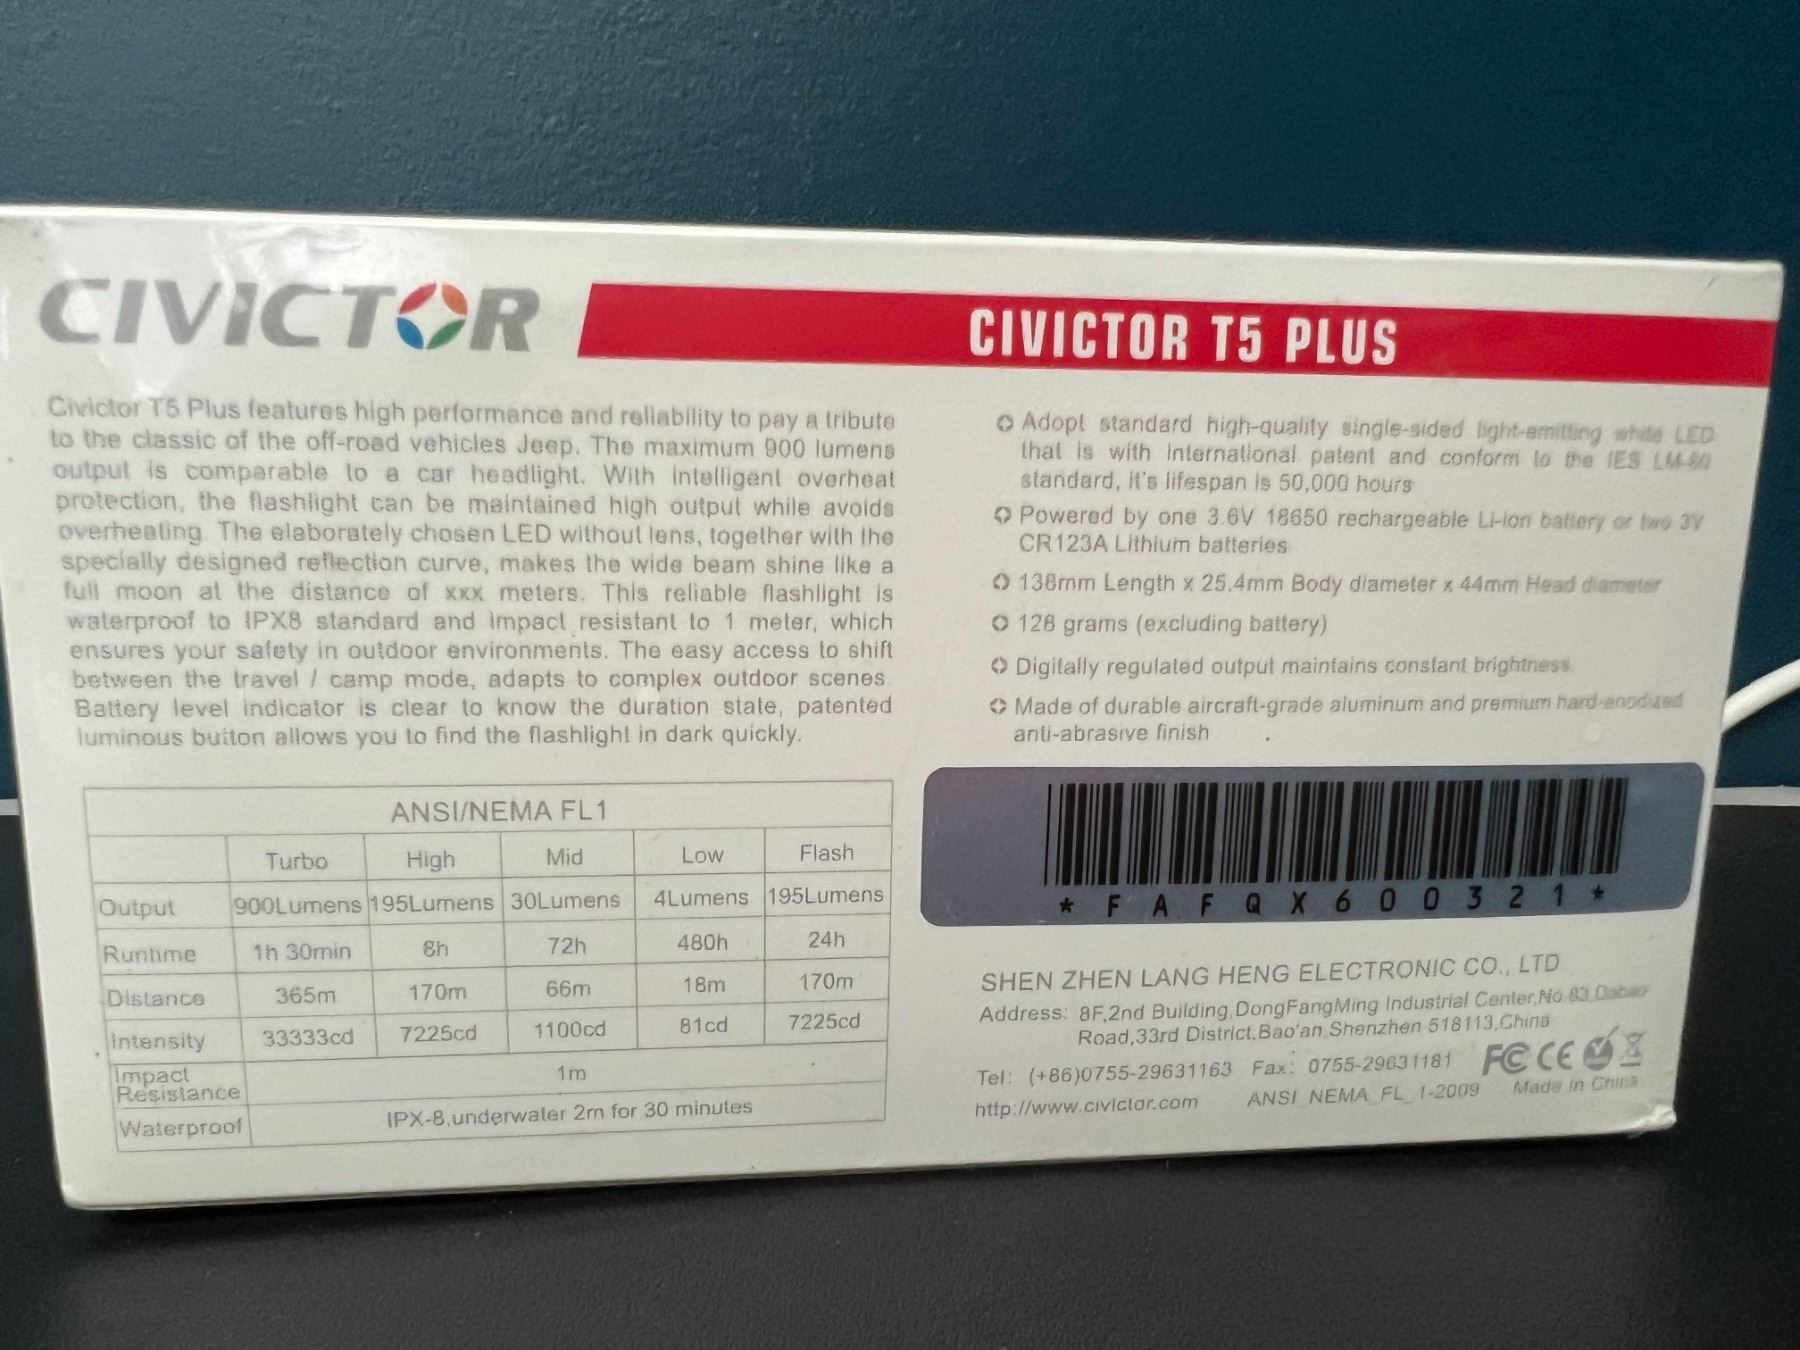 CIVICTOR
CIVICTOR T5 PLUS
Civictor T5 Plus features high performance and reliability to pay a tribute
to the classic of the off-road vehicles Jeep. The maximum 900 lumens
output is comparable to a car headlight. With intelligent overheat
protection, the flashlight can be maintained high output while avoids
overheating. The elaborately chosen LED without lens, together with the
specially designed reflection curve, makes the wide beam shine like a
full moon at the distance of xxx meters. This reliable flashlight is
waterproof to IPX8 standard and impact resistant to 1 meter, which
ensures your safety in outdoor environments. The easy access to shift
between the travel / camp mode, adapts to complex outdoor scenes.
Battery level indicator is clear to know the duration state, patented
luminous button allows you to find the flashlight in dark quickly.
ANSI/NEMA FL1
Turbo High Mid Low Flash
Output 900Lumens 195Lumens 30Lumens 4Lumens 195Lumens
Runtime 1h 30min 8h 72h 480h 24h
Distance 365m 170m 66m 18m 170m
Intensity 33333cd 7225cd 1100cd 81cd 7225cd
Impact Resistance 1m
Waterproof IPX-8,underwater 2m for 30 minutes
Adopt standard high-quality single-sided light-emitting white LED
that is with international patent and conform to the IES LM-80
standard, it's lifespan is 50,000 hours
Powered by one 3.6V 18650 rechargeable Li-ion battery or two 3V
CR123A Lithium batteries
138mm Length x 25.4mm Body diameter x 44mm Head diameter
128 grams (excluding battery)
Digitally regulated output maintains constant brightness
Made of durable aircraft-grade aluminum and premium hard-anodized
anti-abrasive finish
*FAFQX600321*
SHEN ZHEN LANG HENG ELECTRONIC CO., LTD
Address: 8F,2nd Building,DongFangMing Industrial Center,No.83,Dabao
Road,33rd District,Bao'an,Shenzhen 518113,China
Tel: (+86)0755-29631163 Fax: 0755-29631181 FC CE
http://www.civictor.com ANSI_NEMA_FL_1-2009 Made in China